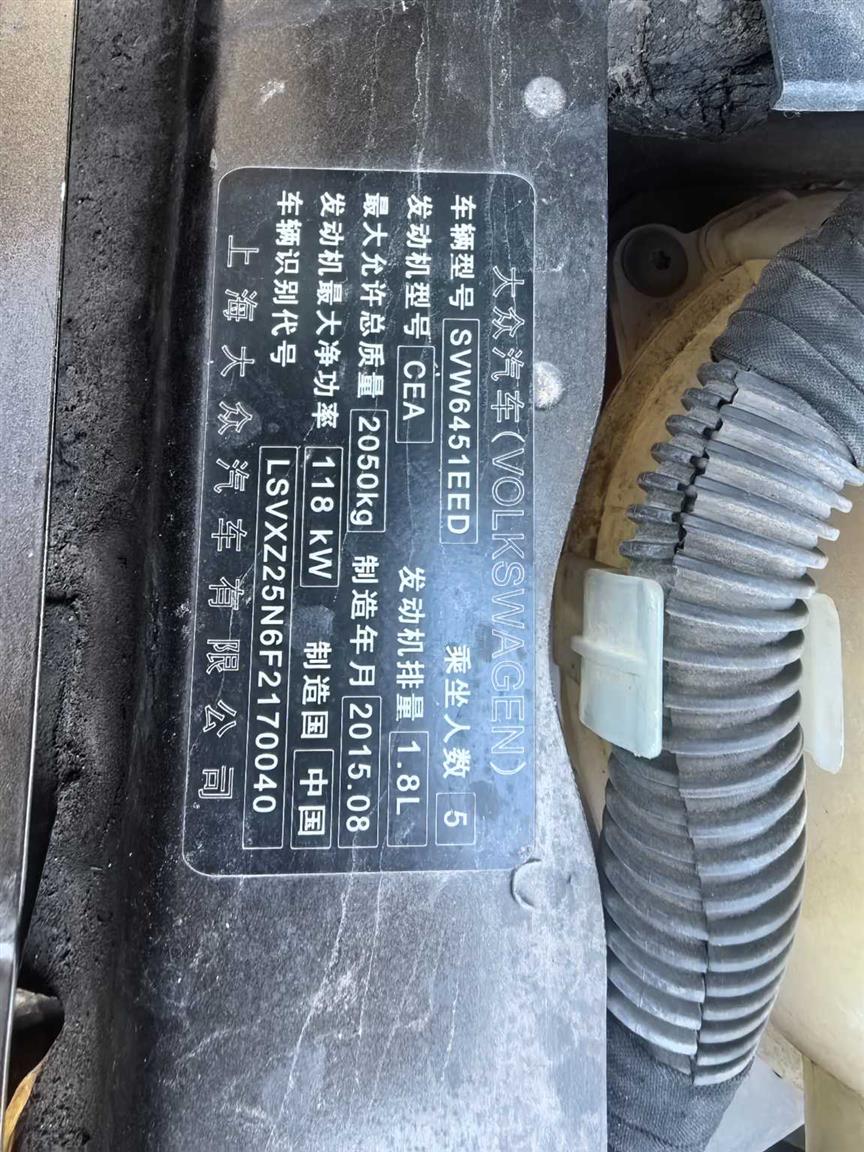 大众汽车(VOLKSWAGEN)
车辆型号 SVW6451EED 乘坐人数 5
发动机型号 CEA 发动机排量 1.8L
最大允许总质量 2050kg 制造年月 2015.08
发动机最大净功率 118 kW 制造国 中国
车辆识别代号 LSVXZ25N6F2170040
上海大众汽车有限公司